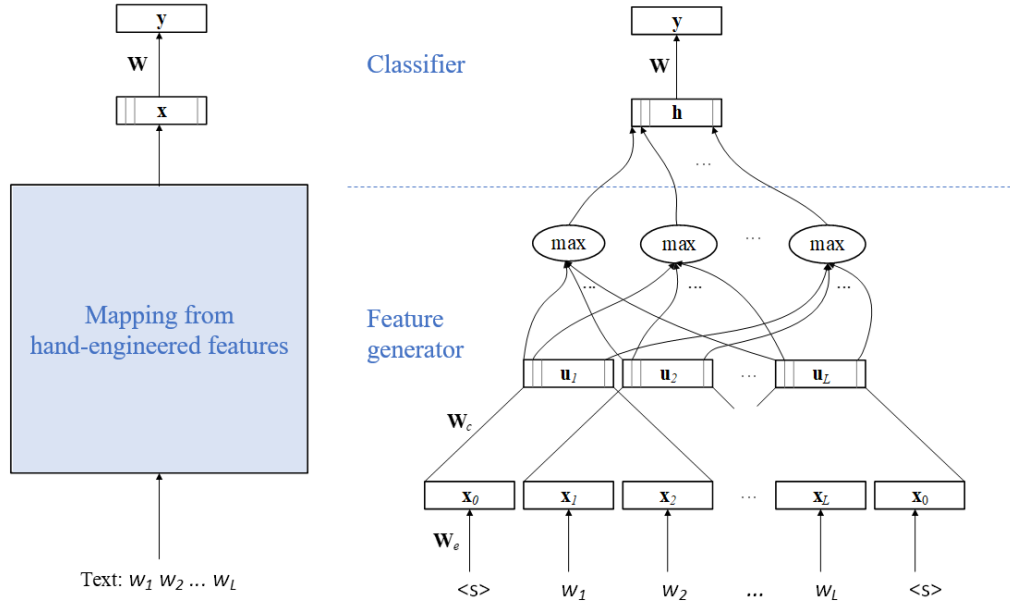 y
W
x
Mapping from
hand-engineered features
Text: w1 w2 ... wL
y
Classifier
W
h
...
max max ... max
... ... ...
Feature
generator
u1 u2 ... uL
Wc
x0 x1 x2 ... xL x0
We
<s> w1 w2 ... wL <s>